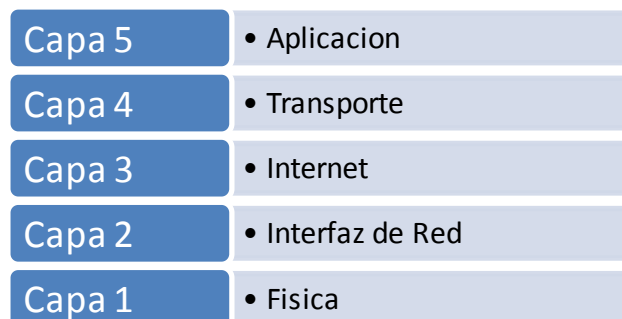 Capa 5 • Aplicacion
Capa 4 • Transporte
Capa 3 • Internet
Capa 2 • Interfaz de Red
Capa 1 • Fisica